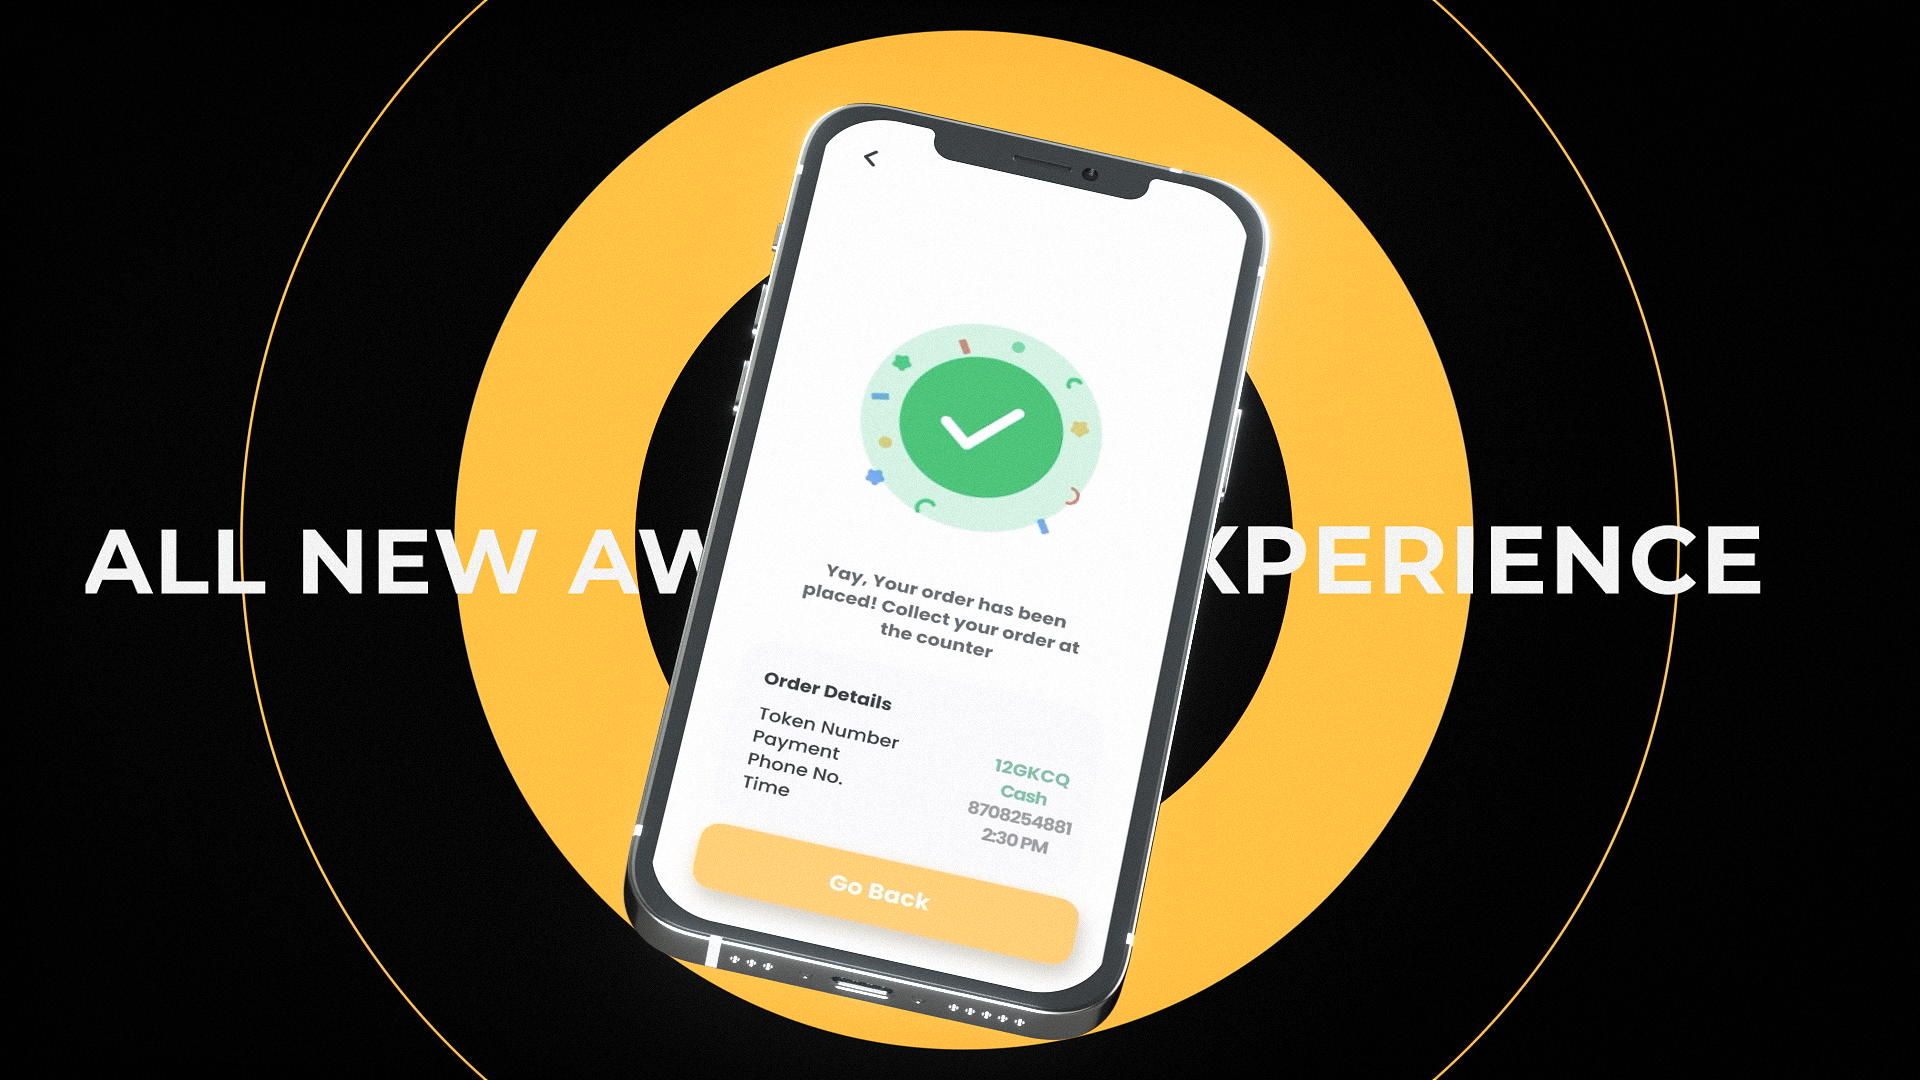 ALL NEW AW XPERIENCE
Yay, Your order has been
placed! Collect your order at
the counter
Order Details
Token Number 12GKCQ
Payment Cash
Phone No. 8708254881
Time 2:30 PM
Go Back